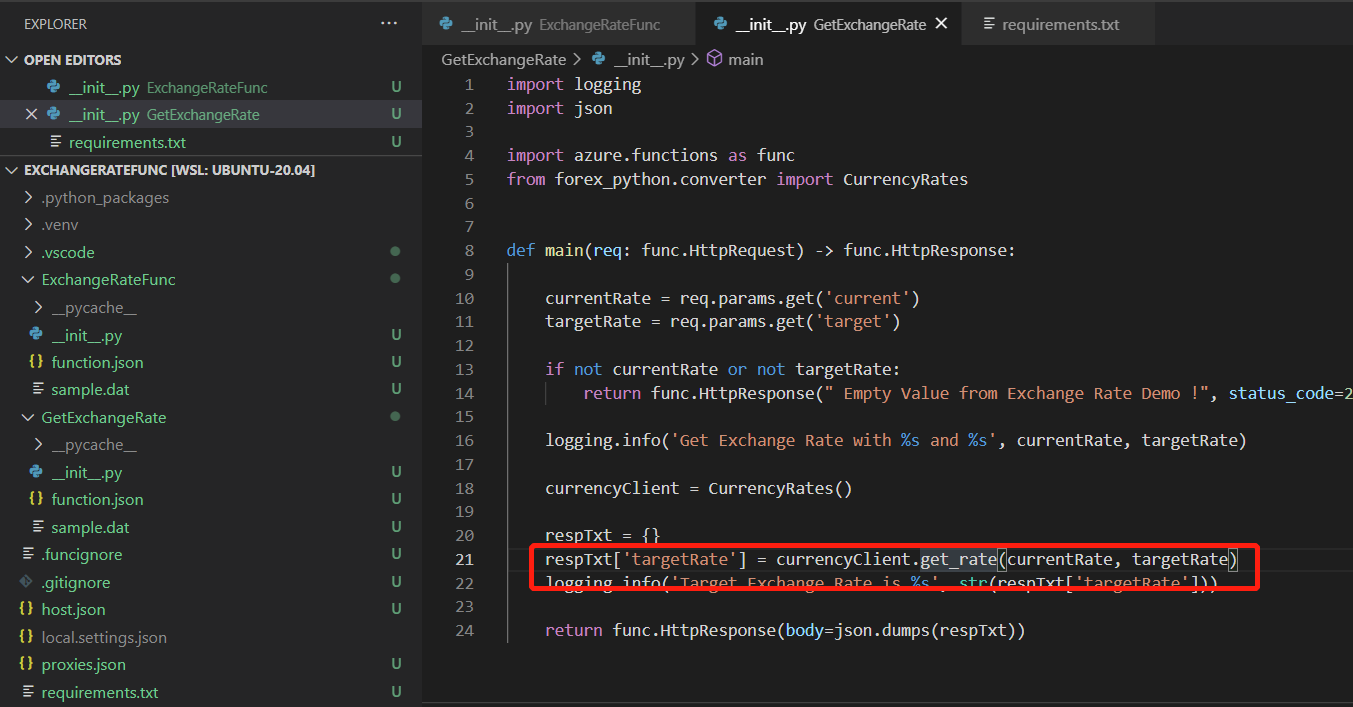 EXPLORER ...
OPEN EDITORS
__init__.py ExchangeRateFunc U
__init__.py GetExchangeRate U
requirements.txt U
EXCHANGERATEFUNC [WSL: UBUNTU-20.04]
.python_packages
.venv
.vscode
ExchangeRateFunc
__pycache__
__init__.py U
{} function.json U
sample.dat U
GetExchangeRate
__pycache__
__init__.py U
{} function.json U
sample.dat U
.funcignore U
.gitignore U
{} host.json U
{} local.settings.json
{} proxies.json U
requirements.txt U
__init__.py ExchangeRateFunc
__init__.py GetExchangeRate
requirements.txt
GetExchangeRate > __init__.py > main
1 import logging
2 import json
3
4 import azure.functions as func
5 from forex_python.converter import CurrencyRates
6
7
8 def main(req: func.HttpRequest) -> func.HttpResponse:
9
10 currentRate = req.params.get('current')
11 targetRate = req.params.get('target')
12
13 if not currentRate or not targetRate:
14 return func.HttpResponse(" Empty Value from Exchange Rate Demo !", status_code=2
15
16 logging.info('Get Exchange Rate with %s and %s', currentRate, targetRate)
17
18 currencyClient = CurrencyRates()
19
20 respTxt = {}
21 respTxt['targetRate'] = currencyClient.get_rate(currentRate, targetRate)
22 logging.info('Target Exchange Rate is %s', str(respTxt['targetRate']))
23
24 return func.HttpResponse(body=json.dumps(respTxt))